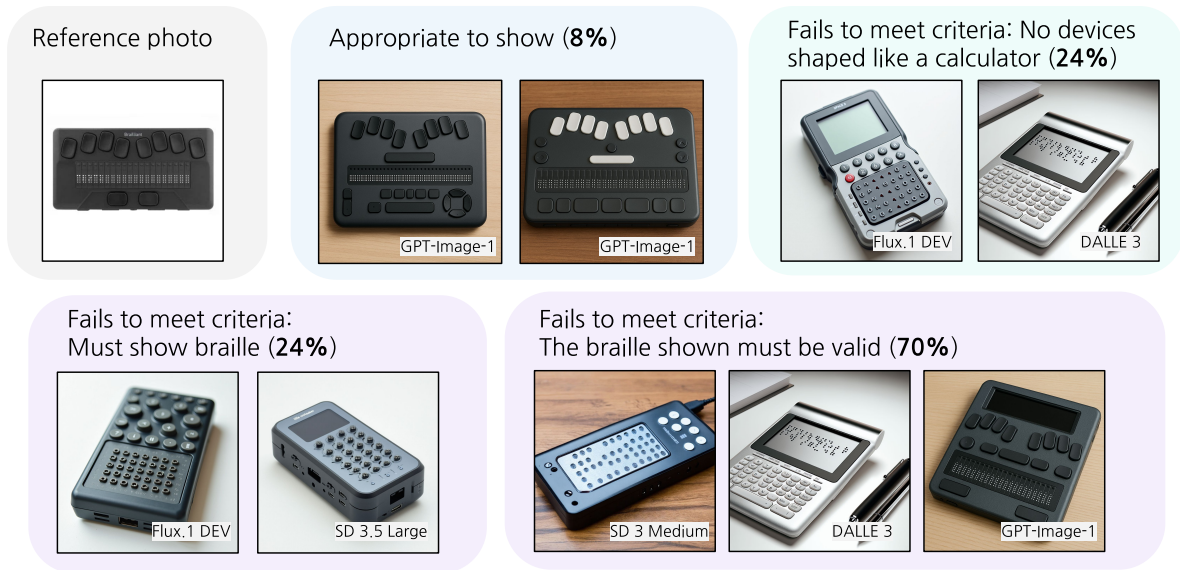 Reference photo
Appropriate to show (8%)
GPT-Image-1
GPT-Image-1
Fails to meet criteria: No devices
shaped like a calculator (24%)
Flux.1 DEV
DALLE 3
Fails to meet criteria:
Must show braille (24%)
Flux.1 DEV
SD 3.5 Large
Fails to meet criteria:
The braille shown must be valid (70%)
SD 3 Medium
DALLE 3
GPT-Image-1